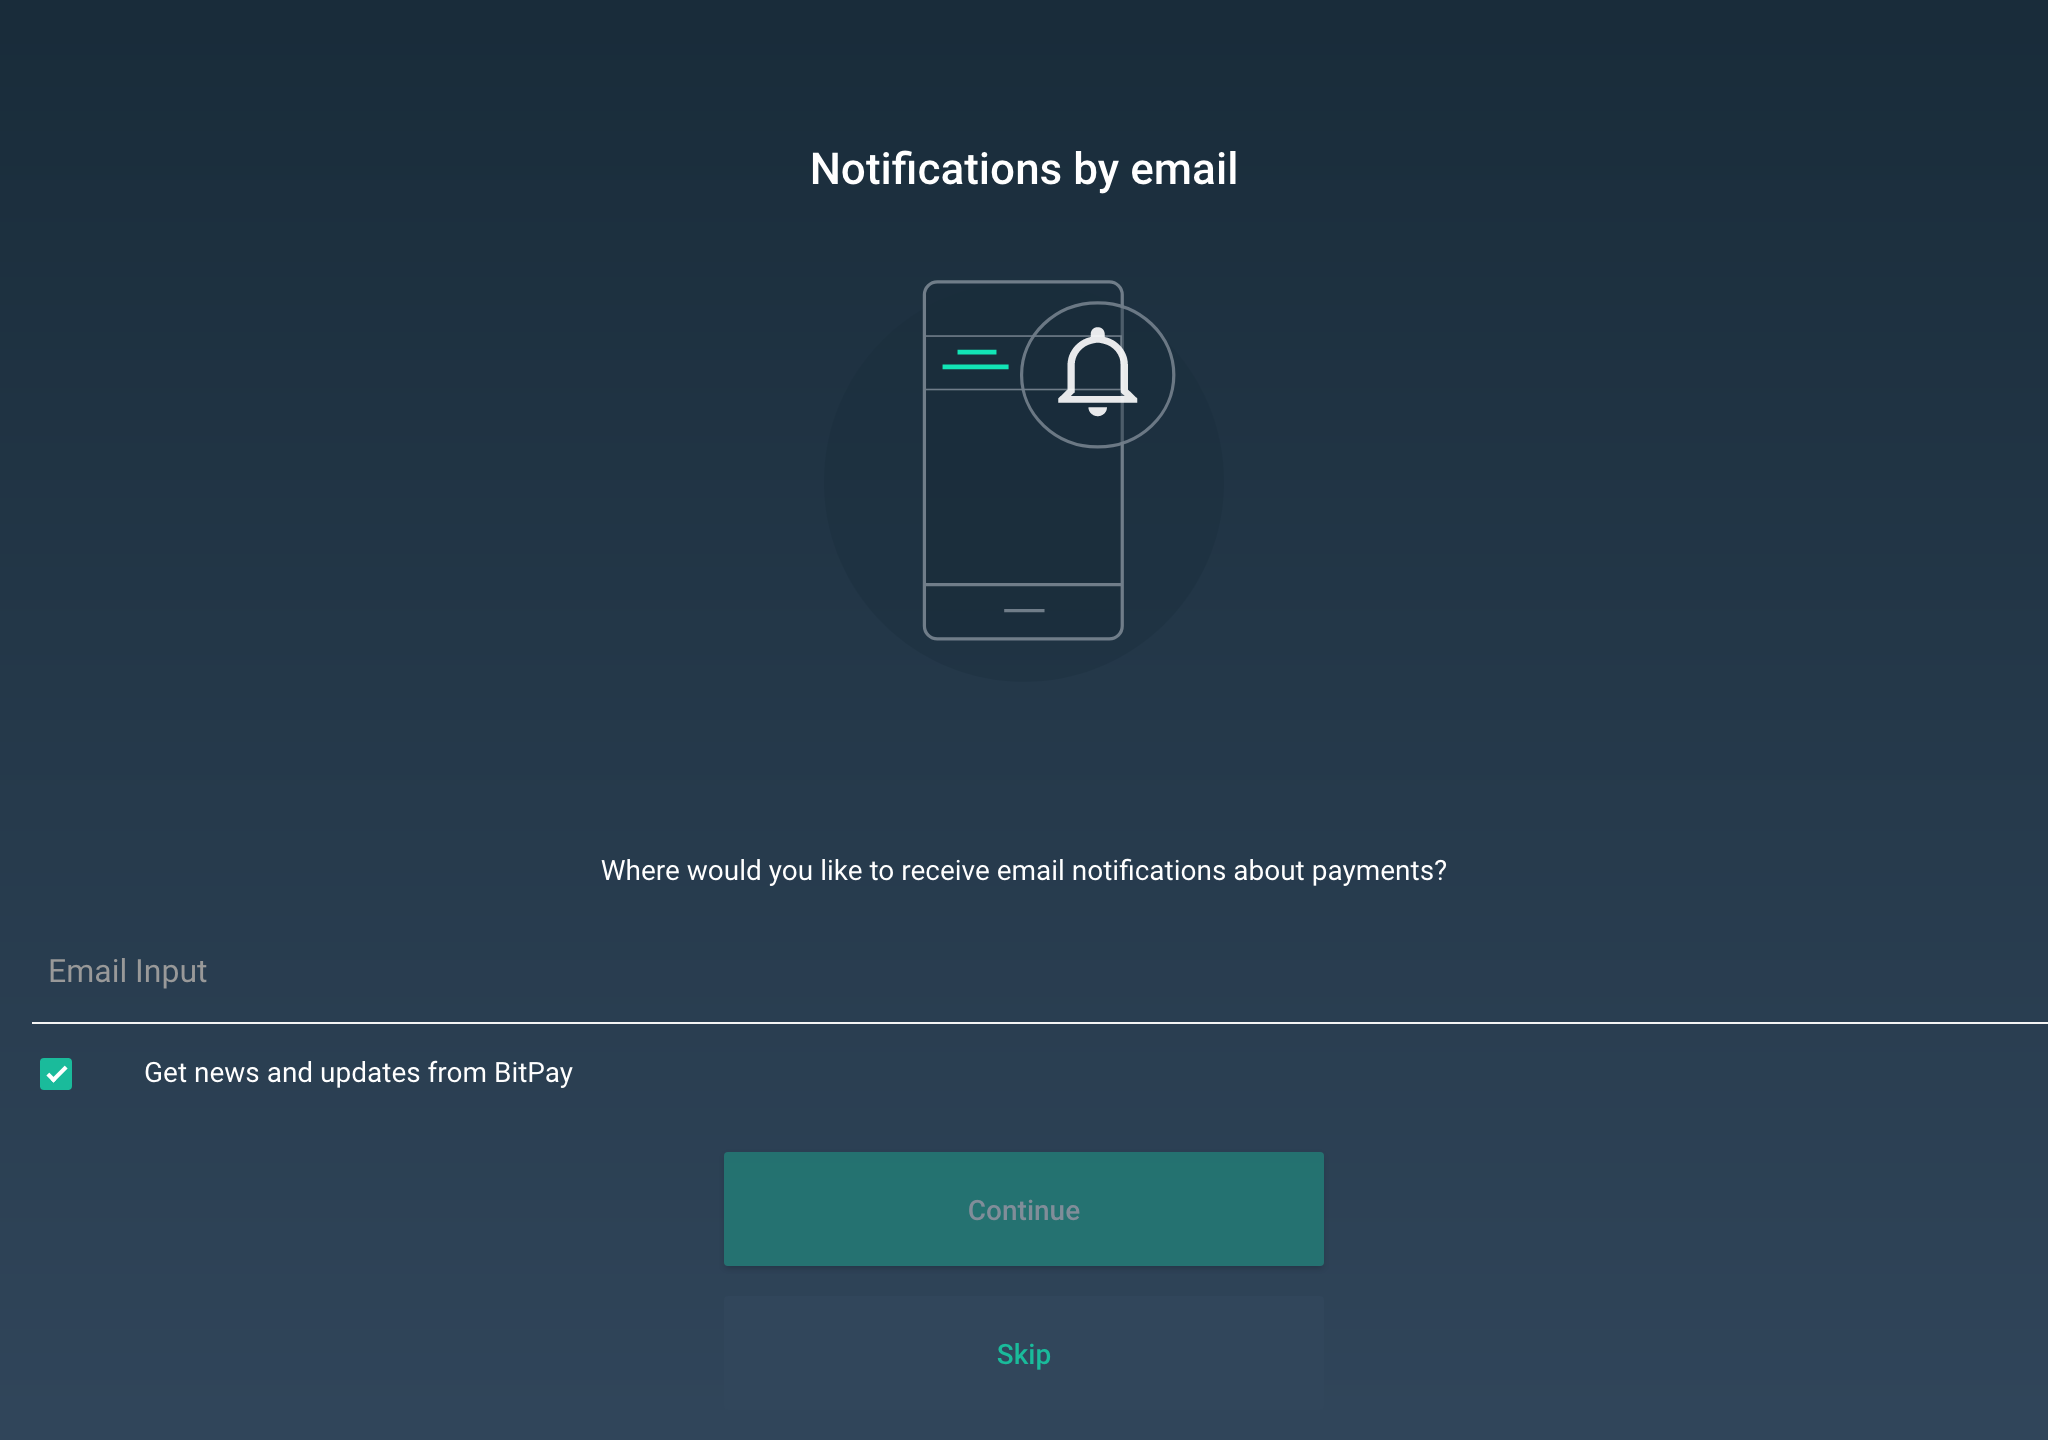 Notifications by email
Where would you like to receive email notifications about payments?
Email Input
Get news and updates from BitPay
Continue
Skip